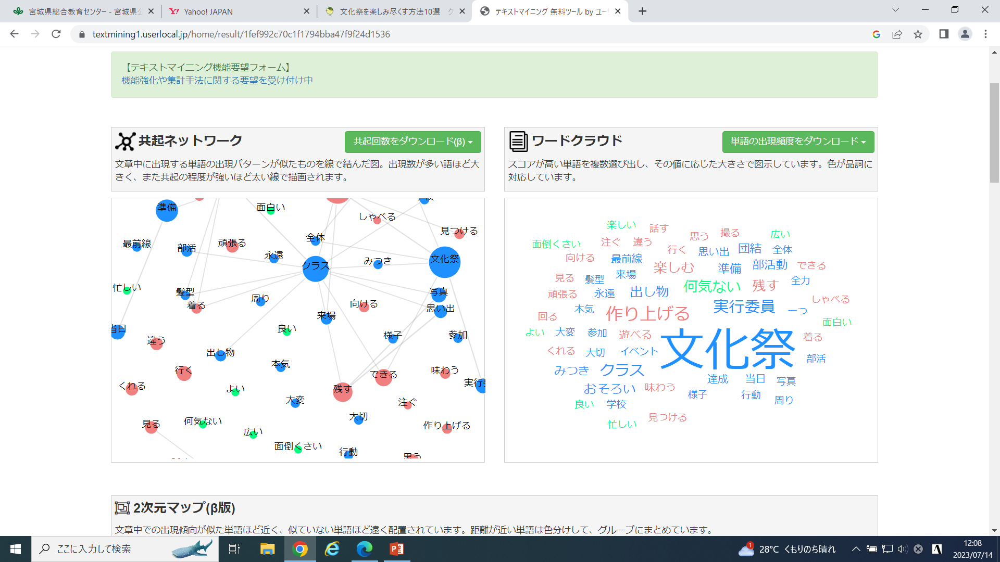 宮城県総合教育センター - 宮城県公
Yahoo! JAPAN
文化祭を楽しみ尽くす方法10選　ク
テキストマイニング 無料ツール by ユーザ
textmining1.userlocal.jp/home/result/1fef992c70c1f1794bba47f9f24d1536
【テキストマイニング機能要望フォーム】
機能強化や集計手法に関する要望を受け付け中
共起ネットワーク
共起回数をダウンロード(β)
文章中に出現する単語の出現パターンが似たものを線で結んだ図。出現数が多い語ほど大
きく、また共起の程度が強いほど太い線で描画されます。
準備
面白い
しゃべる
見つける
最前線
部活
頑張る
全体
永遠
クラス
みつき
文化祭
忙しい
髪型
着る
周り
写真
向ける
思い出
来場
当日
良い
様子
参加
違う
出し物
本気
行く
できる
味わう
くれる
よい
残す
実行委
大変
注ぐ
見る
何気ない
大切
作り上げる
広い
面倒くさい
行動
思う
ワードクラウド
単語の出現頻度をダウンロード
スコアが高い単語を複数選び出し、その値に応じた大きさで図示しています。色が品詞に
対応しています。
楽しい 話す 思う 撮る 広い
面倒くさい 注ぐ 違う 行く 思い出 団結 全体
向ける 最前線 楽しむ 準備 部活動 できる
見る 髪型 来場 何気ない 残す 全力
頑張る 永遠 出し物 実行委員 しゃべる
回る 本気 作り上げる 一つ 面白い
よい 大変 参加 遊べる 文化祭 着る
くれる 大切 イベント 部活
みつき クラス 達成 当日 写真
おそろい 味わう 様子 行動 周り
良い 学校 見つける
忙しい
2次元マップ(β版)
文章中での出現傾向が似た単語ほど近く、似ていない単語ほど遠く配置されています。距離が近い単語は色分けして、グループにまとめています。
ここに入力して検索
1
28°C くもりのち晴れ
A
12:08
2023/07/14